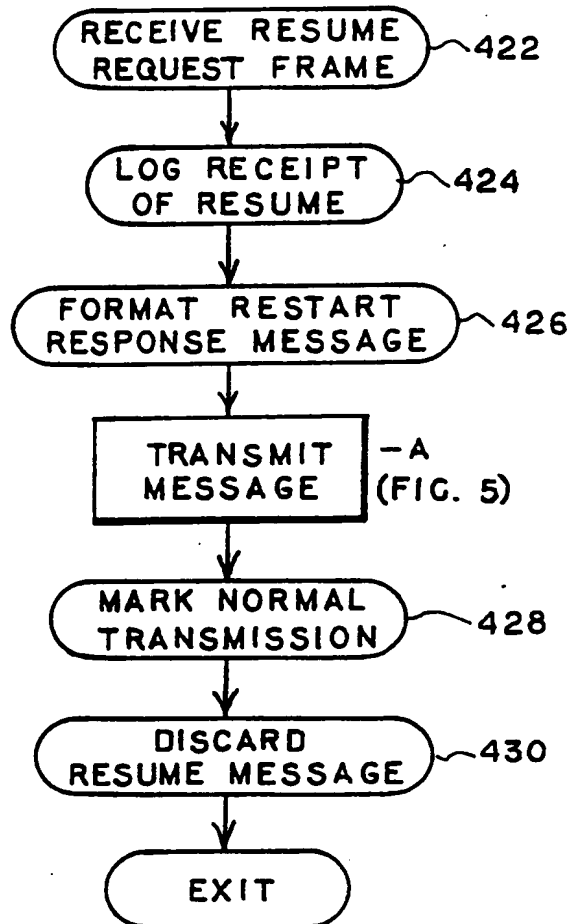 RECEIVE RESUME
REQUEST FRAME
422
LOG RECEIPT
OF RESUME
424
FORMAT RESTART
RESPONSE MESSAGE
426
TRANSMIT
MESSAGE
-A
(FIG. 5)
MARK NORMAL
TRANSMISSION
428
DISCARD
RESUME MESSAGE
430
EXIT